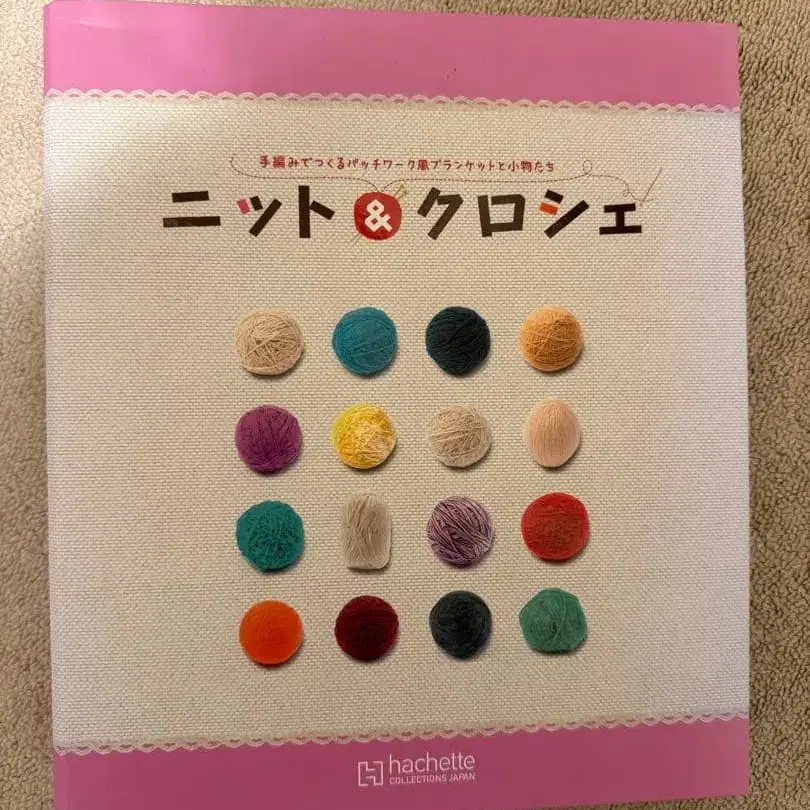 手編みでつくるパッチワーク風ブランケットと小物たち
ニット&クロシェ
hachette
COLLECTIONS JAPAN